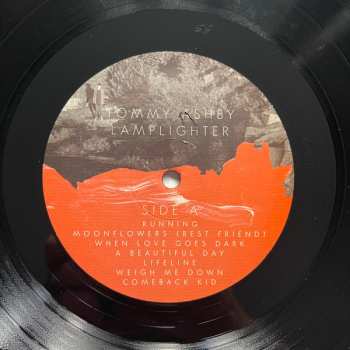 TOMMY ASHBY
LAMPLIGHTER
SIDE A
RUNNING
MOONFLOWERS (BEST FRIEND)
WHEN LOVE GOES DARK
A BEAUTIFUL DAY
LIFELINE
WEIGH ME DOWN
COMEBACK KID